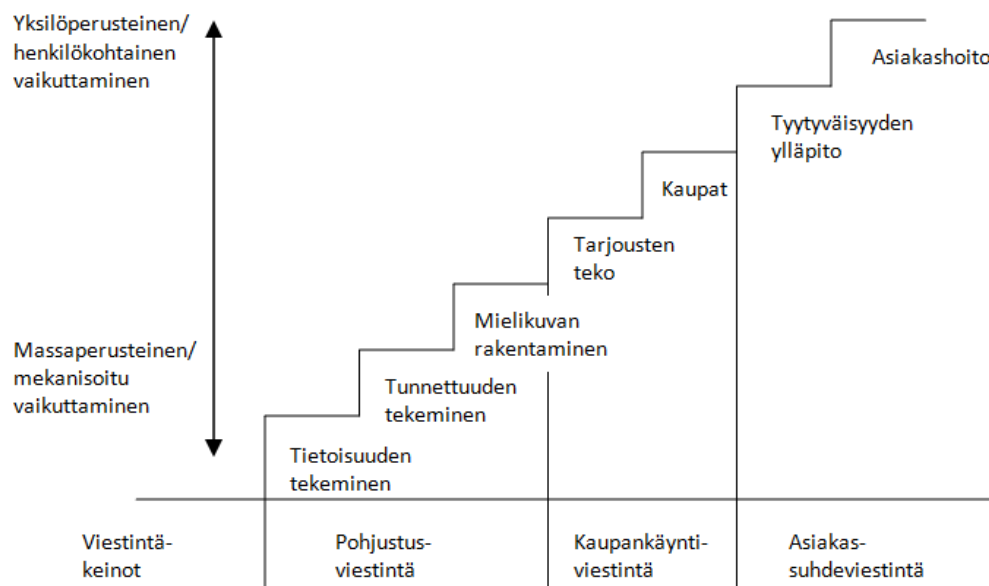 Yksilöperusteinen/
henkilökohtainen
vaikuttaminen
Asiakashoito
Tyytyväisyyden
ylläpito
Kaupat
Tarjousten
teko
Mielikuvan
rakentaminen
Massaperusteinen/
mekanisoitu
vaikuttaminen
Tunnettuuden
tekeminen
Tietoisuuden
tekeminen
Viestintä-
keinot
Pohjustus-
viestintä
Kaupankäynti-
viestintä
Asiakas-
suhdeviestintä